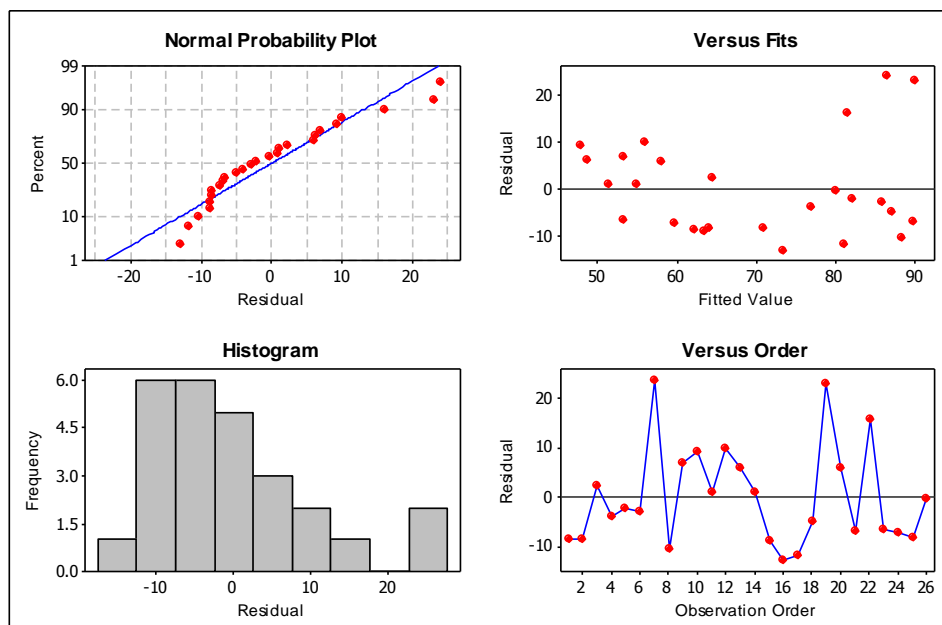 Normal Probability Plot
99
90
50
10
1
Percent
-20 -10 0 10 20
Residual
Versus Fits
20
10
0
-10
Residual
50 60 70 80 90
Fitted Value
Histogram
6.0
4.5
3.0
1.5
0.0
Frequency
-10 0 10 20
Residual
Versus Order
20
10
0
-10
Residual
2 4 6 8 10 12 14 16 18 20 22 24 26
Observation Order